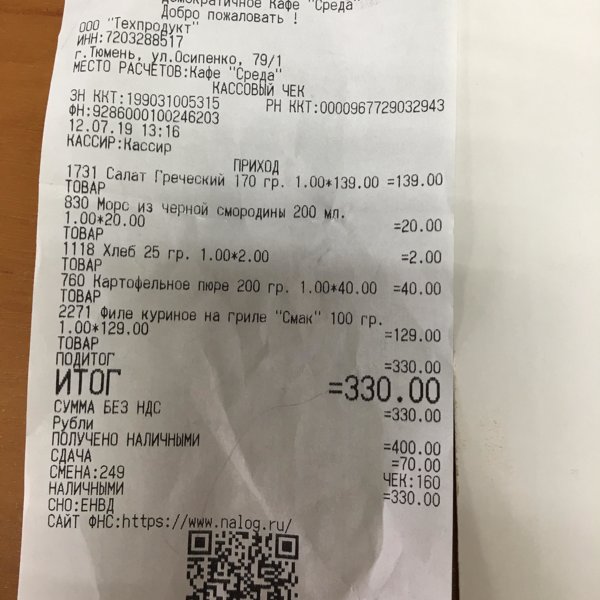 Демократичное Кафе "Среда"
Добро пожаловать !
ООО "Техпродукт"
ИНН:7203288517
г.Тюмень, ул.Осипенко, 79/1
МЕСТО РАСЧЕТОВ:Кафе "Среда"
КАССОВЫЙ ЧЕК
ЗН ККТ:199031005315 РН ККТ:0000967729032943
ФН:9286000100246203
12.07.19 13:16
КАССИР:Кассир
ПРИХОД
1731 Салат Греческий 170 гр. 1.00*139.00 =139.00
ТОВАР
830 Морс из черной смородины 200 мл.
1.00*20.00 =20.00
ТОВАР
1118 Хлеб 25 гр. 1.00*2.00 =2.00
ТОВАР
760 Картофельное пюре 200 гр. 1.00*40.00 =40.00
ТОВАР
2271 Филе куриное на гриле "Смак" 100 гр.
1.00*129.00 =129.00
ТОВАР
ПОДИТОГ =330.00
ИТОГ =330.00
СУММА БЕЗ НДС =330.00
Рубли
ПОЛУЧЕНО НАЛИЧНЫМИ =400.00
СДАЧА =70.00
СМЕНА:249 ЧЕК:160
НАЛИЧНЫМИ =330.00
СНО:ЕНВД
САЙТ ФНС:https://www.nalog.ru/